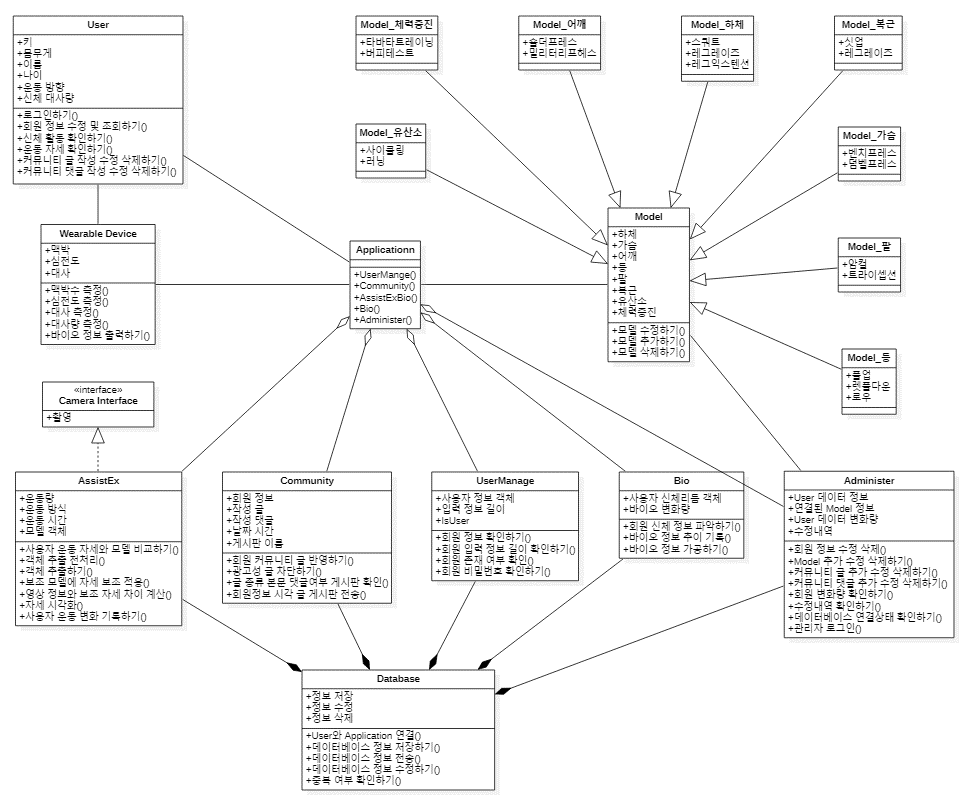 User
+키
+몸무게
+이름
+나이
+운동 방향
+신체 대사량
+로그인하기()
+회원 정보 수정 및 조회하기()
+신체 활동 확인하기()
+운동 자세 확인하기()
+커뮤니티 글 작성 수정 삭제하기()
+커뮤니티 댓글 작성 수정 삭제하기()
Model_체력증진
+타바타트레이닝
+버피테스트
Model_어깨
+숄더프레스
+밀리터리프헤스
Model_하체
+스쿼트
+레그레이즈
+레그익스텐션
Model_복근
+싯업
+레그레이즈
Model_유산소
+사이클링
+러닝
Model_가슴
+벤치프레스
+덤벨프레스
Wearable Device
+맥박
+심전도
+대사
+맥박수 측정()
+심전도 측정()
+대사 측정()
+대사량 측정()
+바이오 정보 출력하기()
Applicationn
+UserMange()
+Community()
+AssistExBio()
+Bio()
+Administer()
Model
+하체
+가슴
+어깨
+등
+팔
+복근
+유산소
+체력증진
+모델 수정하기()
+모델 추가하기()
+모델 삭제하기()
Model_팔
+암컬
+트라이셉션
Model_등
+풀업
+렛풀다운
+로우
«interface»
Camera Interface
+촬영
AssistEx
+운동량
+운동 방식
+운동 시간
+모델 객체
+사용자 운동 자세와 모델 비교하기()
+객체 추출 전처리()
+객체 추출하기()
+보조 모델에 자세 보조 적용()
+영상 정보와 보조 자세 차이 계산()
+자세 시각화()
+사용자 운동 변화 기록하기()
Community
+회원 정보
+작성 글
+작성 댓글
+날짜 시간
+게시판 이름
+회원 커뮤니티 글 반영하기()
+광고성 글 차단하기()
+글 종류 본문 댓글여부 게시판 확인()
+회원정보 시각 글 게시판 전송()
UserManage
+사용자 정보 객체
+입력 정보 길이
+IsUser
+회원 정보 확인하기()
+회원 입력 정보 길이 확인하기()
+회원 존재 여부 확인()
+회원 비밀번호 확인하기()
Bio
+사용자 신체리듬 객체
+바이오 변화량
+회원 신체 정보 파악하기()
+바이오 정보 추이 기록()
+바이오 정보 가공하기()
Administer
+User 데이터 정보
+연결된 Model 정보
+User 데이터 변화량
+수정내역
+회원 정보 수정 삭제()
+Model 추가 수정 삭제하기()
+커뮤니티 글 추가 수정 삭제하기()
+커뮤니티 댓글 추가 수정 삭제하기()
+회원 변화량 확인하기()
+수정내역 확인하기()
+데이터베이스 연결상태 확인하기()
+관리자 로그인()
Database
+정보 저장
+정보 수정
+정보 삭제
+User와 Application 연결()
+데이터베이스 정보 저장하기()
+데이터베이스 정보 전송()
+데이터베이스 정보 수정하기()
+중복 여부 확인하기()